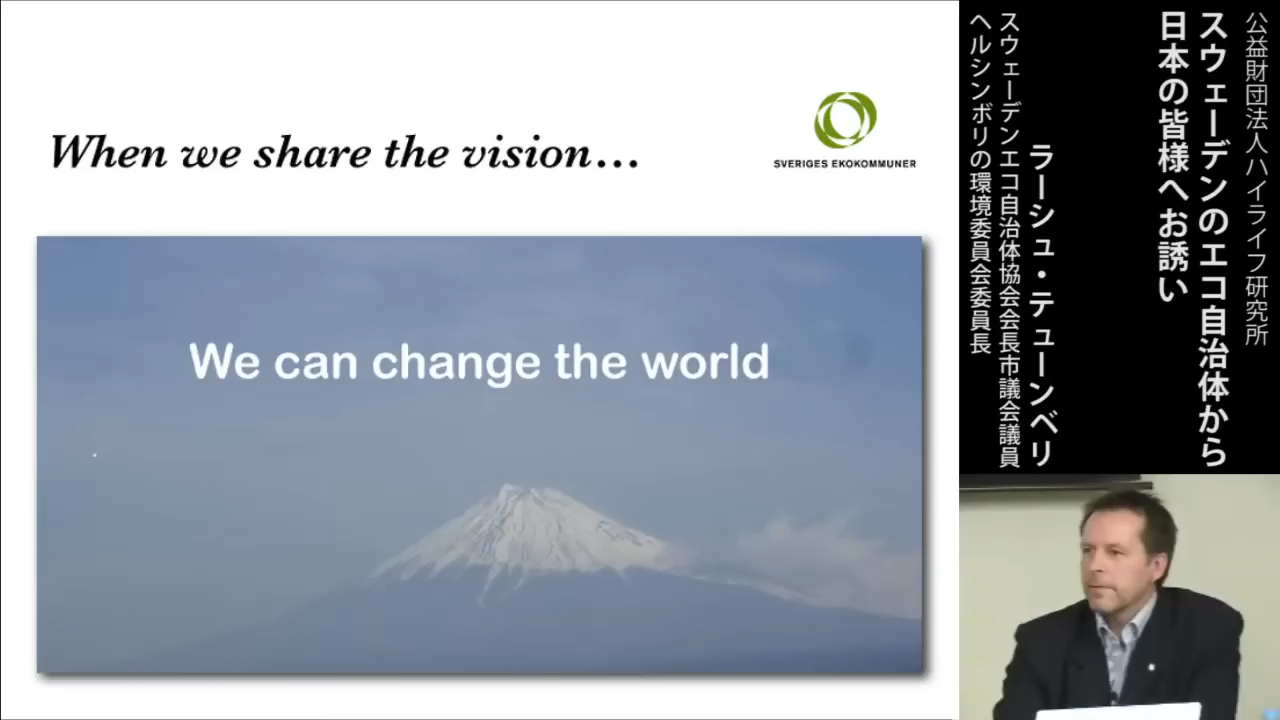 When we share the vision...
SVERIGES EKOKOMMUNER
We can change the world
公益財団法人ハイライフ研究所
スウェーデンのエコ自治体から
日本の皆様へお誘い
ラーシュ・テューンベリ
スウェーデンエコ自治体協会会長市議会議員
ヘルシンボリの環境委員会委員長